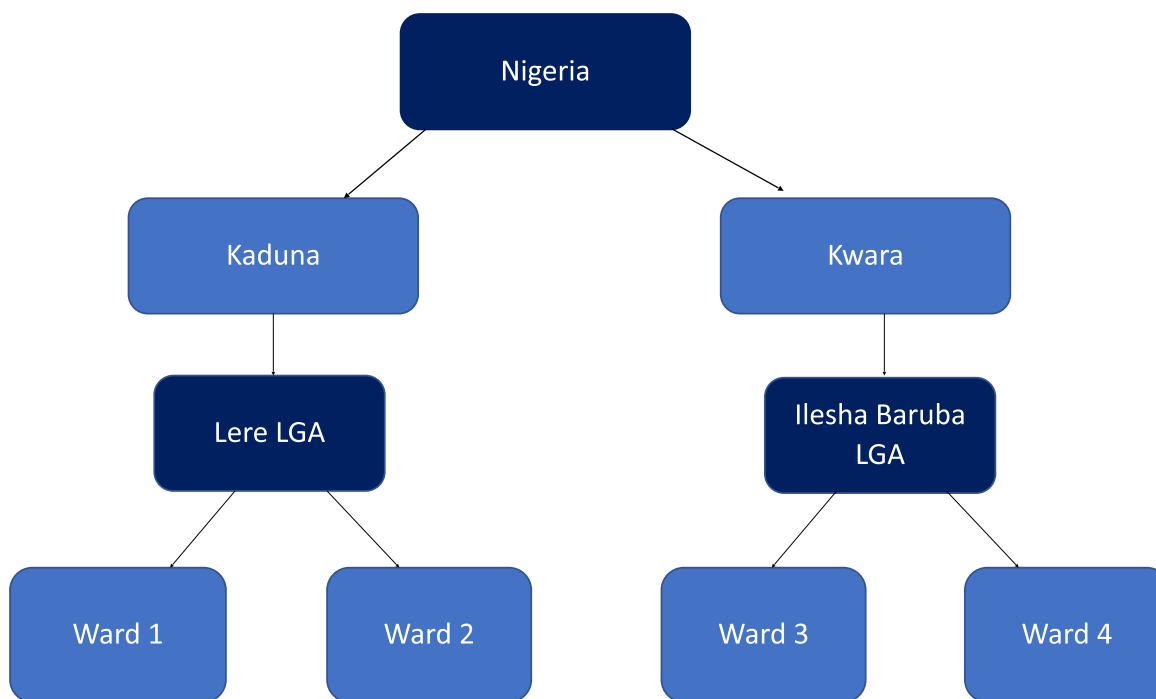 Nigeria
Kaduna
Kwara
Lere LGA
Ilesha Baruba
LGA
Ward 1
Ward 2
Ward 3
Ward 4